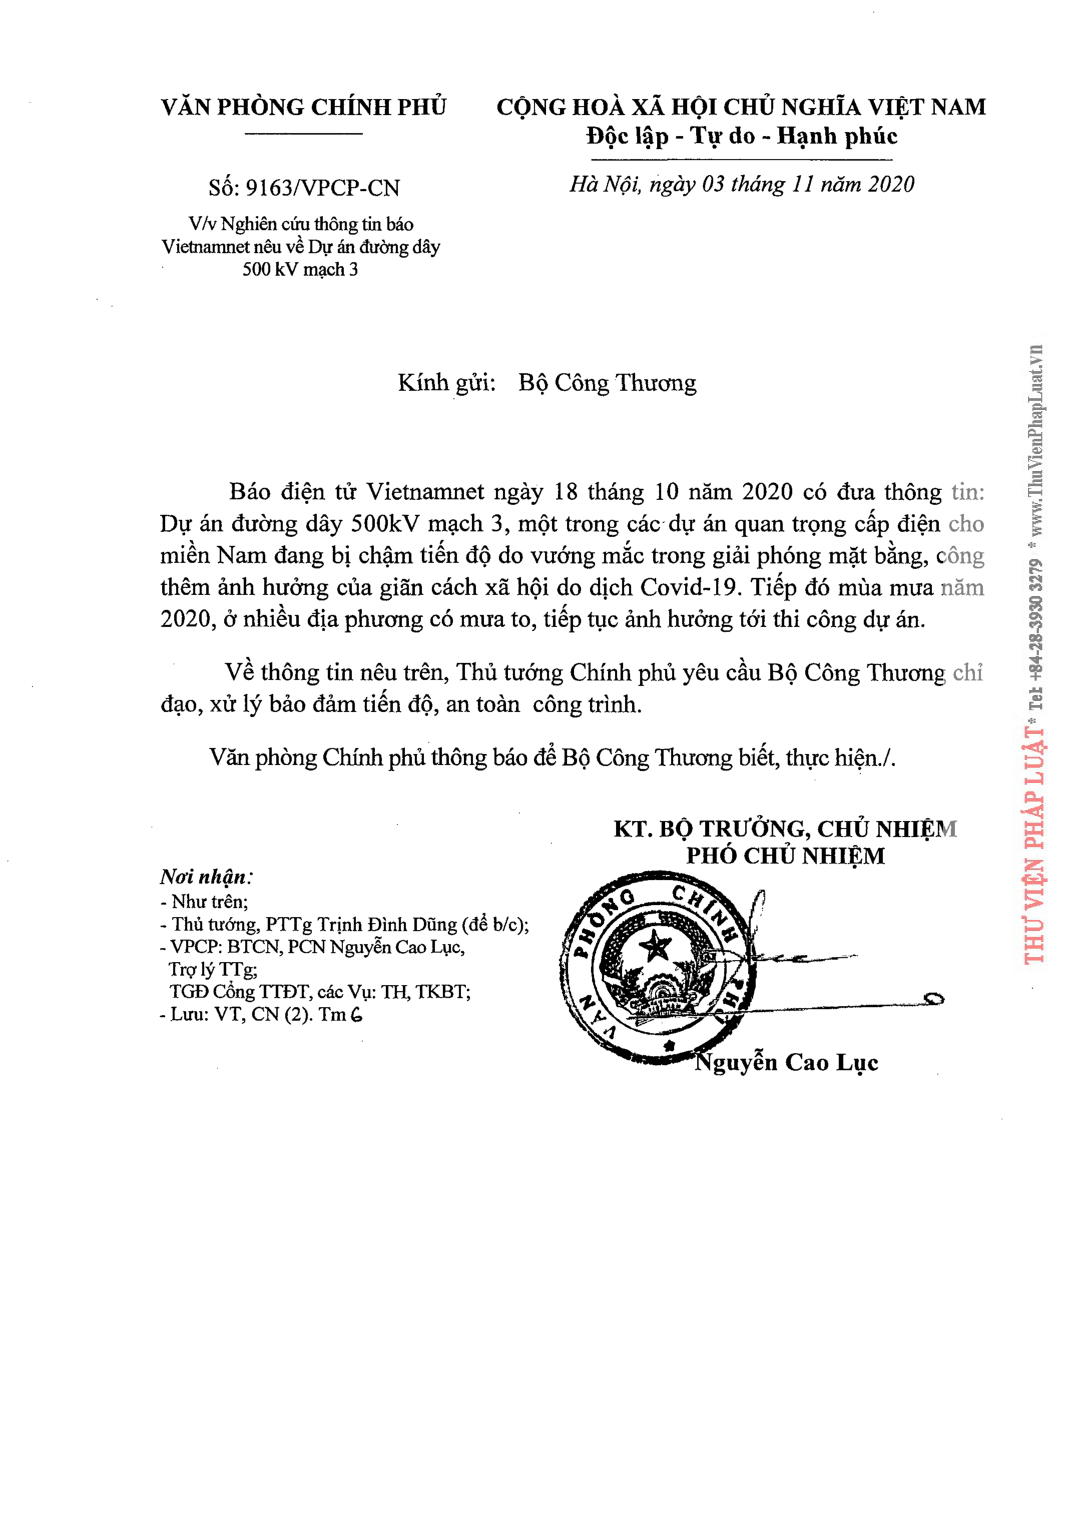 VĂN PHÒNG CHÍNH PHỦ
CỘNG HOÀ XÃ HỘI CHỦ NGHĨA VIỆT NAM
Độc lập - Tự do - Hạnh phúc
Số: 9163/VPCP-CN
Hà Nội, ngày 03 tháng 11 năm 2020
V/v Nghiên cứu thông tin báo
Vietnamnet nêu về Dự án đường dây
500 kV mạch 3
Kính gửi: Bộ Công Thương
Báo điện tử Vietnamnet ngày 18 tháng 10 năm 2020 có đưa thông tin:
Dự án đường dây 500kV mạch 3, một trong các dự án quan trọng cấp điện cho
miền Nam đang bị chậm tiến độ do vướng mắc trong giải phóng mặt bằng, công
thêm ảnh hưởng của giãn cách xã hội do dịch Covid-19. Tiếp đó mùa mưa năm
2020, ở nhiều địa phương có mưa to, tiếp tục ảnh hưởng tới thi công dự án.
Về thông tin nêu trên, Thủ tướng Chính phủ yêu cầu Bộ Công Thương chỉ
đạo, xử lý bảo đảm tiến độ, an toàn công trình.
Văn phòng Chính phủ thông báo để Bộ Công Thương biết, thực hiện./.
KT. BỘ TRƯỞNG, CHỦ NHIỆM
PHÓ CHỦ NHIỆM
Nơi nhận:
- Như trên;
- Thủ tướng, PTTg Trịnh Đình Dũng (để b/c);
- VPCP: BTCN, PCN Nguyễn Cao Lục,
Trợ lý TTg;
TGĐ Cổng TTĐT, các Vụ: TH, TKBT;
- Lưu: VT, CN (2). Tm 6
VĂN PHÒNG CHÍNH PHỦ
Nguyễn Cao Lục
THƯ VIỆN PHÁP LUẬT * Tel: +84-28-3930 3279 * www.ThuVienPhapLuat.vn